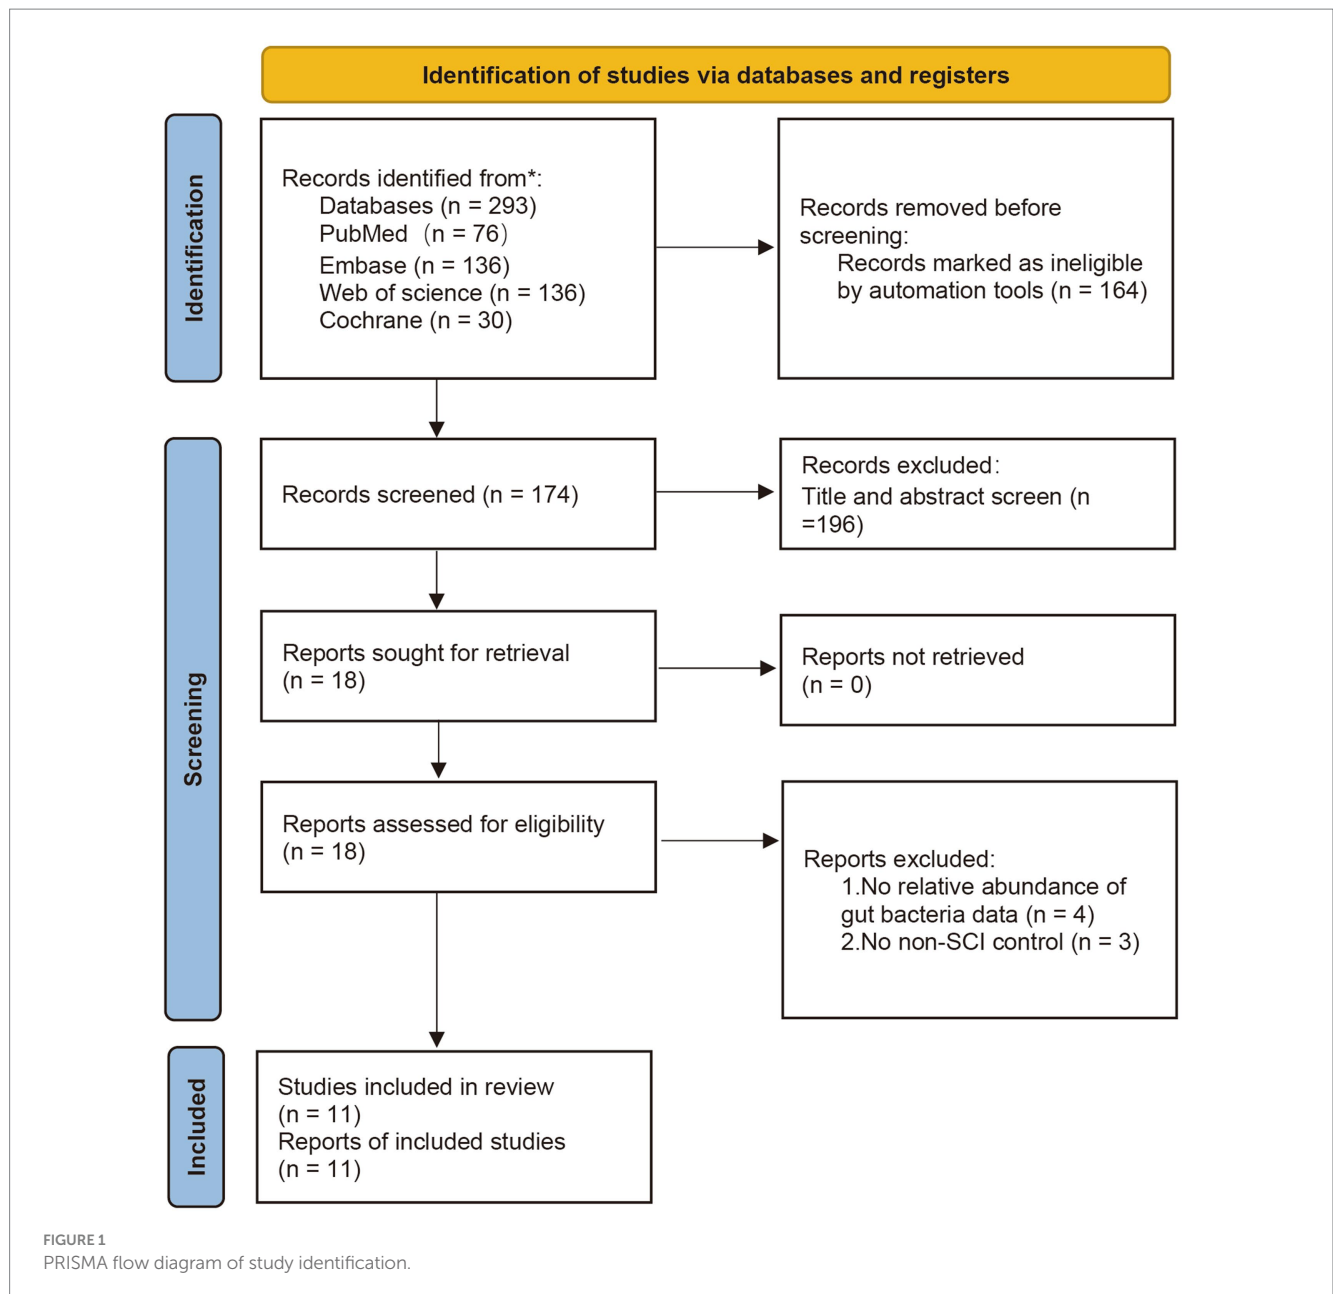 Identification of studies via databases and registers
Identification
Records identified from*:
Databases (n = 293)
PubMed（n = 76）
Embase (n = 136)
Web of science (n = 136)
Cochrane (n = 30)
Records removed before
screening:
Records marked as ineligible
by automation tools (n = 164)
Screening
Records screened (n = 174)
Records excluded：
Title and abstract screen (n
=196)
Reports sought for retrieval
(n = 18)
Reports not retrieved
(n = 0)
Reports assessed for eligibility
(n = 18)
Reports excluded:
1.No relative abundance of
gut bacteria data (n = 4)
2.No non-SCI control (n = 3)
Included
Studies included in review
(n = 11)
Reports of included studies
(n = 11)
FIGURE 1
PRISMA flow diagram of study identification.